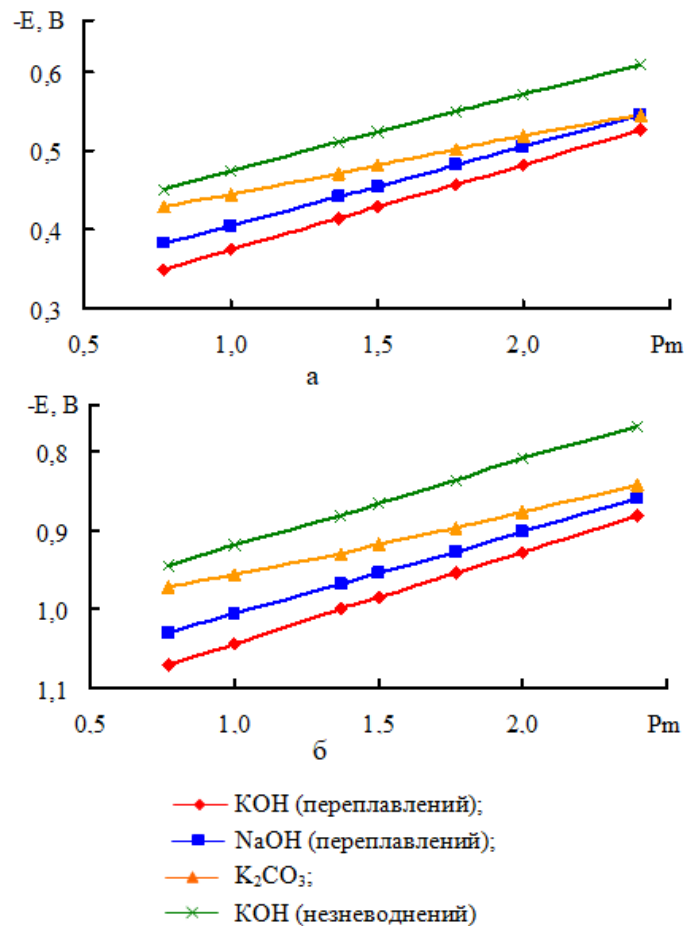 -E, В
0,6
0,5
0,4
0,3
0,5 1,0 1,5 2,0 Pm
а
-E, В
0,8
0,9
1,0
1,1
0,5 1,0 1,5 2,0 Pm
б
КОН (переплавлений);
NaOH (переплавлений);
K₂CO₃;
КОН (незневоднений)